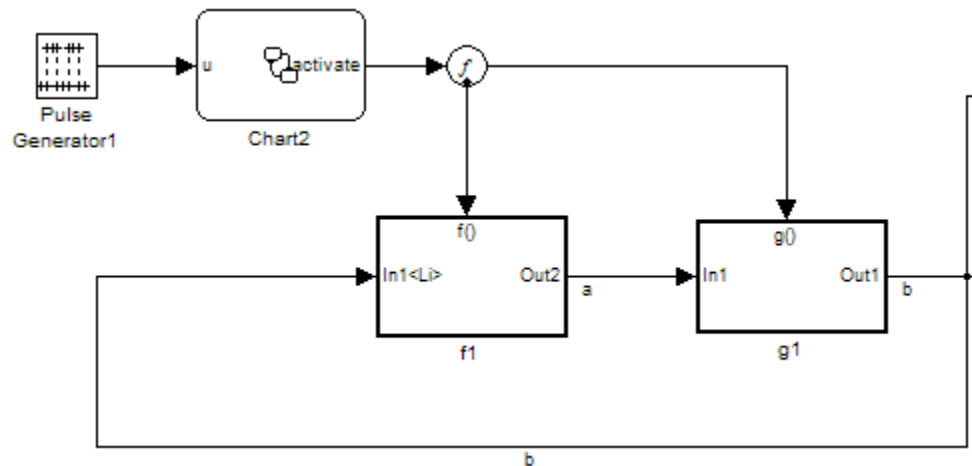 u
activate
f
Pulse
Generator1
Chart2
f()
In1<Li>
Out2
a
f1
g()
In1
Out1
b
g1
b